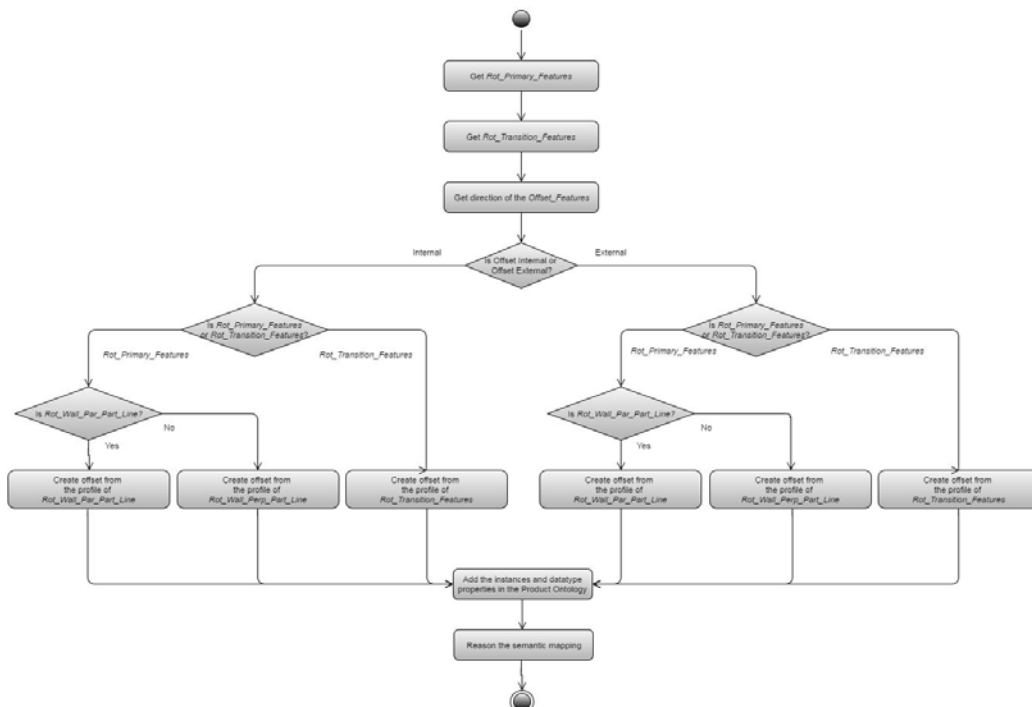 Get Rot_Primary_Features
Get Rot_Transition_Features
Get direction of the Offset_Features
Internal
Is Offset Internal or
Offset External?
External
Is Rot_Primary_Features
or Rot_Transition_Features?
Rot_Primary_Features
Rot_Transition_Features
Is Rot_Primary_Features
or Rot_Transition_Features?
Rot_Primary_Features
Rot_Transition_Features
Is Rot_Wall_Par_Part_Line?
No
Yes
Is Rot_Wall_Par_Part_Line?
No
Yes
Create offset from
the profile of
Rot_Wall_Par_Part_Line
Create offset from
the profile of
Rot_Wall_Perp_Part_Line
Create offset from
the profile of
Rot_Transition_Features
Create offset from
the profile of
Rot_Wall_Par_Part_Line
Create offset from
the profile of
Rot_Wall_Perp_Part_Line
Create offset from
the profile of
Rot_Transition_Features
Add the instances and datatype
properties in the Product Ontology
Reason the semantic mapping